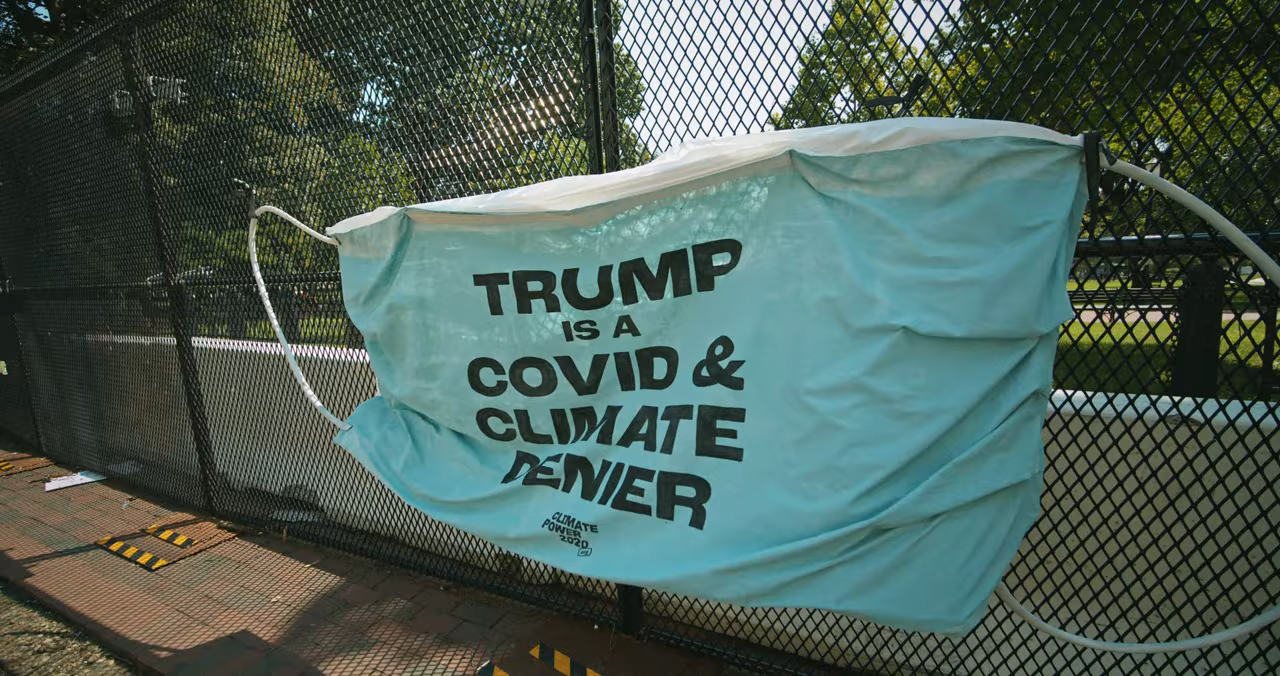 TRUMP
IS A
COVID &
CLIMATE
DENIER
CLIMATE
POWER
2020